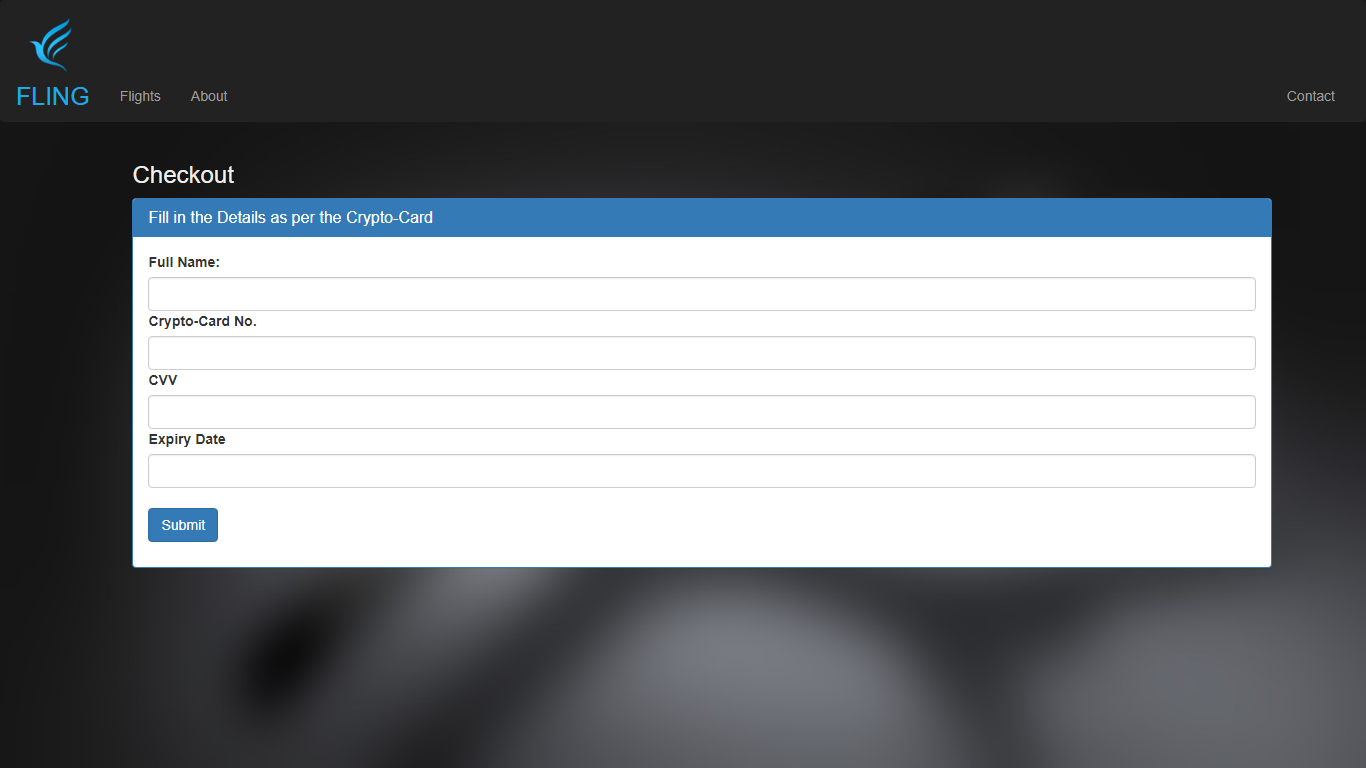 FLING
Flights
About
Contact
Checkout
Fill in the Details as per the Crypto-Card
Full Name:
Crypto-Card No.
CVV
Expiry Date
Submit